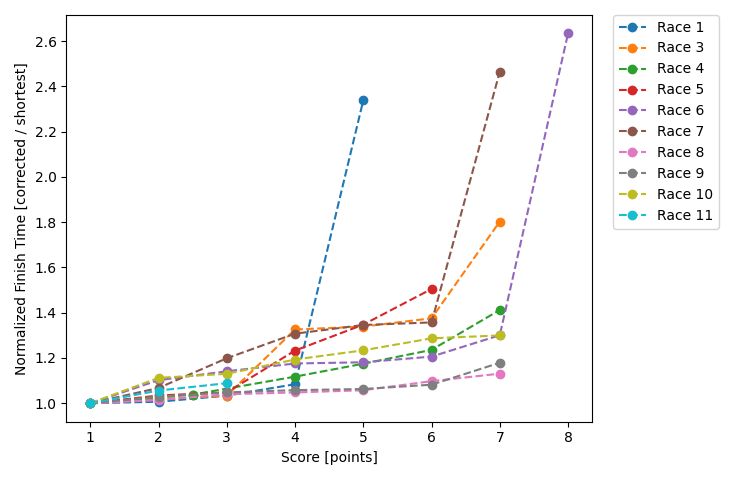 Normalized Finish Time [corrected / shortest]
2.6
2.4
2.2
2.0
1.8
1.6
1.4
1.2
1.0
1 2 3 4 5 6 7 8
Score [points]
Race 1
Race 3
Race 4
Race 5
Race 6
Race 7
Race 8
Race 9
Race 10
Race 11